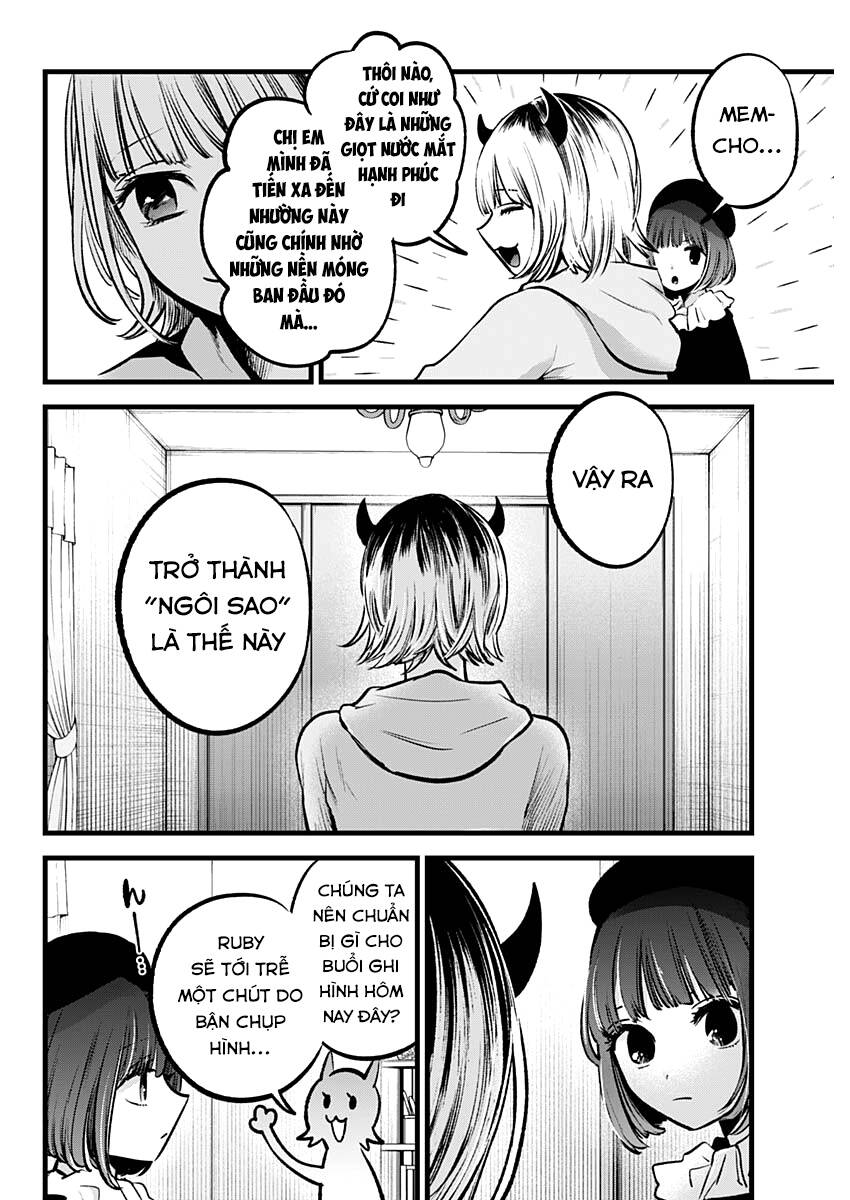 MEM-
CHO...
THÔI NÀO,
CỨ COI NHƯ
ĐÂY LÀ NHỮNG
GIỌT NƯỚC MẮT
HẠNH PHÚC
ĐI
CHỊ EM
MÌNH ĐÃ
TIẾN XA ĐẾN
NHƯỜNG NÀY
CŨNG CHÍNH NHỜ
NHỮNG NỀN MÓNG
BAN ĐẦU ĐÓ
MÀ...
VẬY RA
TRỞ THÀNH
"NGÔI SAO"
LÀ THẾ NÀY
CHÚNG TA
NÊN CHUẨN
BỊ GÌ CHO
BUỔI GHI
HÌNH HÔM
NAY ĐÂY?
RUBY
SẼ TỚI TRỄ
MỘT CHÚT DO
BẬN CHỤP
HÌNH...
ん...